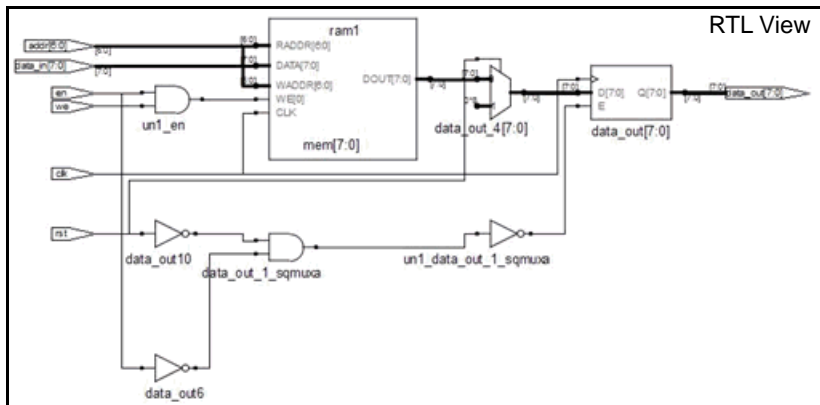 RTL View
ram1
addr[6:0]
[6:0]
[6:0]
RADDR[6:0]
data_in[7:0]
[7:0]
[7:0]
DATA[7:0]
WADDR[6:0]
DOUT[7:0]
en
we
WE[0]
CLK
un1_en
mem[7:0]
[7:0]
[7:0]
data_out_4[7:0]
[7:0]
[7:0]
D[7:0]
Q[7:0]
E
[7:0]
[7:0]
data_out[7:0]
data_out[7:0]
clk
rst
data_out10
data_out_1_sqmuxa
un1_data_out_1_sqmuxa
data_out6